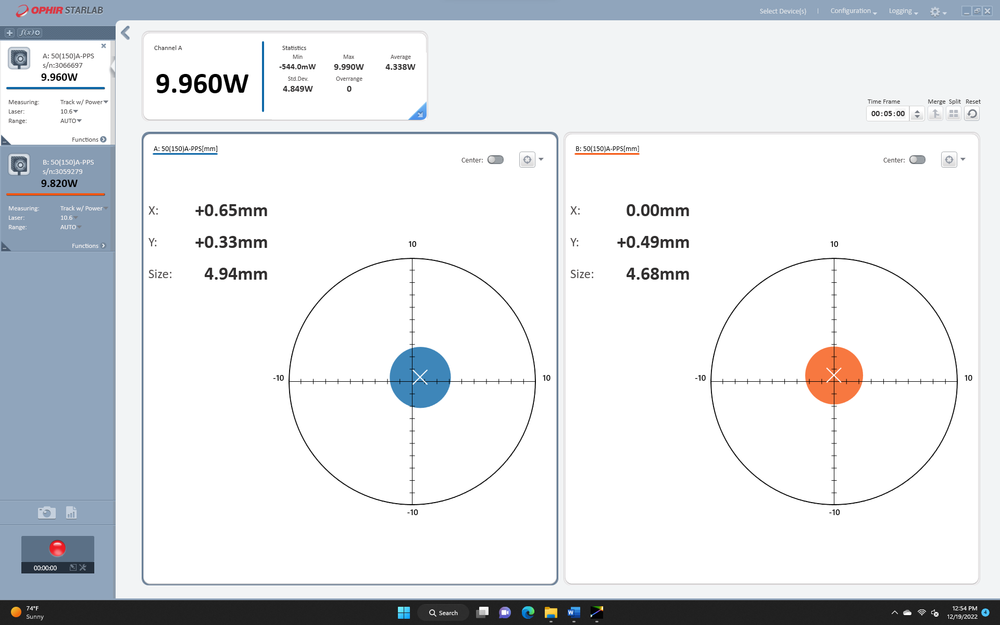 OPHIR STARLAB
Select Device(s) | Configuration Logging
f(x)
A: 50(150)A-PPS
s/n:3066697
9.960W
Measuring: Track w/ Power
Laser: 10.6
Range: AUTO
Functions
B: 50(150)A-PPS
s/n:3059279
9.820W
Measuring: Track w/ Power
Laser: 10.6
Range: AUTO
Functions
00:00:00
Channel A
9.960W
Statistics
Min Max Average
-544.0mW 9.990W 4.338W
Std.Dev. Overrange
4.849W 0
Time Frame Merge Split Reset
00:05:00
A: 50(150)A-PPS[mm]
Center:
X: +0.65mm
Y: +0.33mm
Size: 4.94mm
10
-10 10
-10
B: 50(150)A-PPS[mm]
Center:
X: 0.00mm
Y: +0.49mm
Size: 4.68mm
10
-10 10
-10
74°F
Sunny
Search
W
12:54 PM
12/19/2022
4